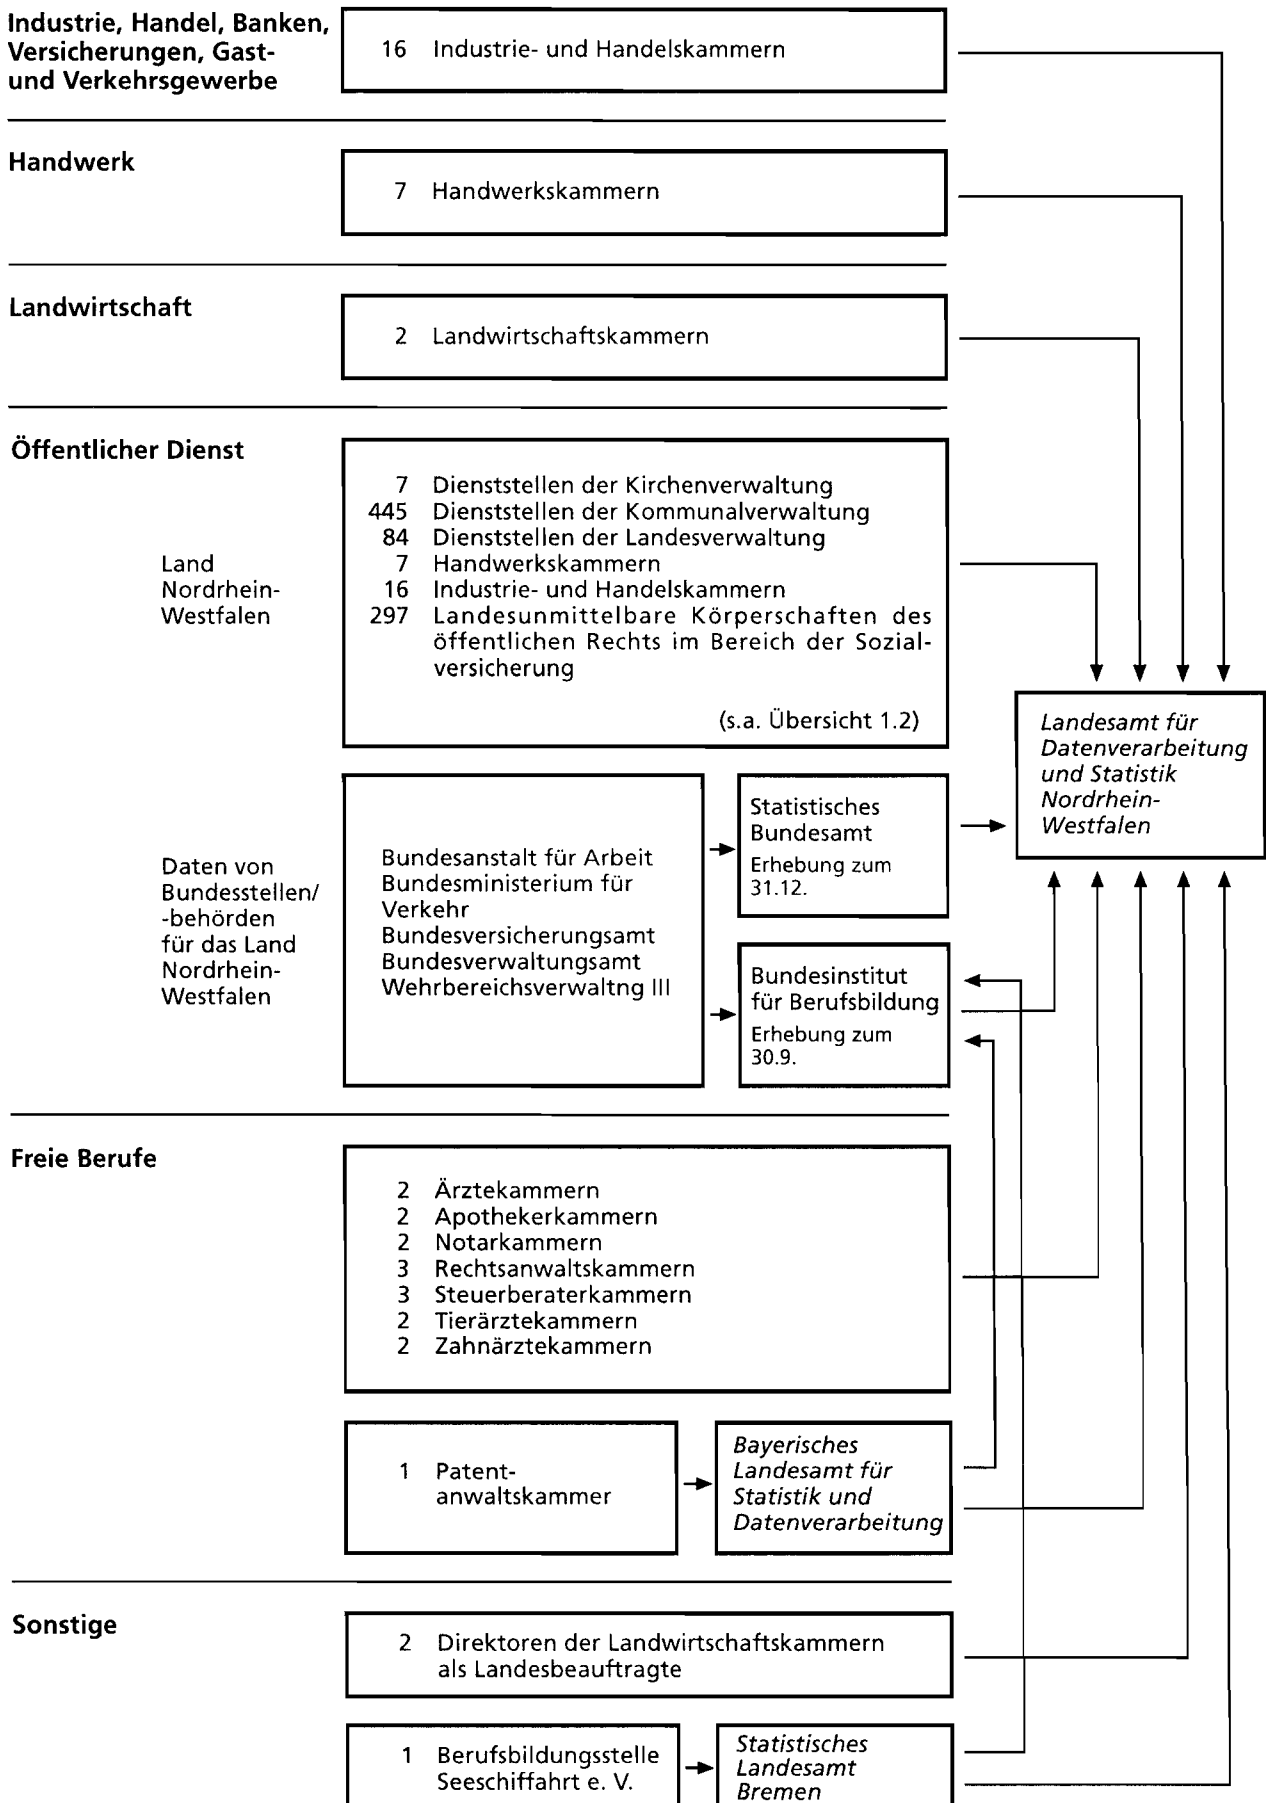 Industrie, Handel, Banken,
Versicherungen, Gast-
und Verkehrsgewerbe
16 Industrie- und Handelskammern
Handwerk
7 Handwerkskammern
Landwirtschaft
2 Landwirtschaftskammern
Öffentlicher Dienst
Land
Nordrhein-
Westfalen
7 Dienststellen der Kirchenverwaltung
445 Dienststellen der Kommunalverwaltung
84 Dienststellen der Landesverwaltung
7 Handwerkskammern
16 Industrie- und Handelskammern
297 Landesunmittelbare Körperschaften des
öffentlichen Rechts im Bereich der Sozial-
versicherung
(s.a. Übersicht 1.2)
Landesamt für
Datenverarbeitung
und Statistik
Nordrhein-
Westfalen
Daten von
Bundesstellen/
-behörden
für das Land
Nordrhein-
Westfalen
Bundesanstalt für Arbeit
Bundesministerium für
Verkehr
Bundesversicherungsamt
Bundesverwaltungsamt
Wehrbereichsverwaltng III
Statistisches
Bundesamt
Erhebung zum
31.12.
Bundesinstitut
für Berufsbildung
Erhebung zum
30.9.
Freie Berufe
2 Ärztekammern
2 Apothekerkammern
2 Notarkammern
3 Rechtsanwaltskammern
3 Steuerberaterkammern
2 Tierärztekammern
2 Zahnärztekammern
1 Patent-
anwaltskammer
Bayerisches
Landesamt für
Statistik und
Datenverarbeitung
Sonstige
2 Direktoren der Landwirtschaftskammern
als Landesbeauftragte
1 Berufsbildungsstelle
Seeschiffahrt e. V.
Statistisches
Landesamt
Bremen